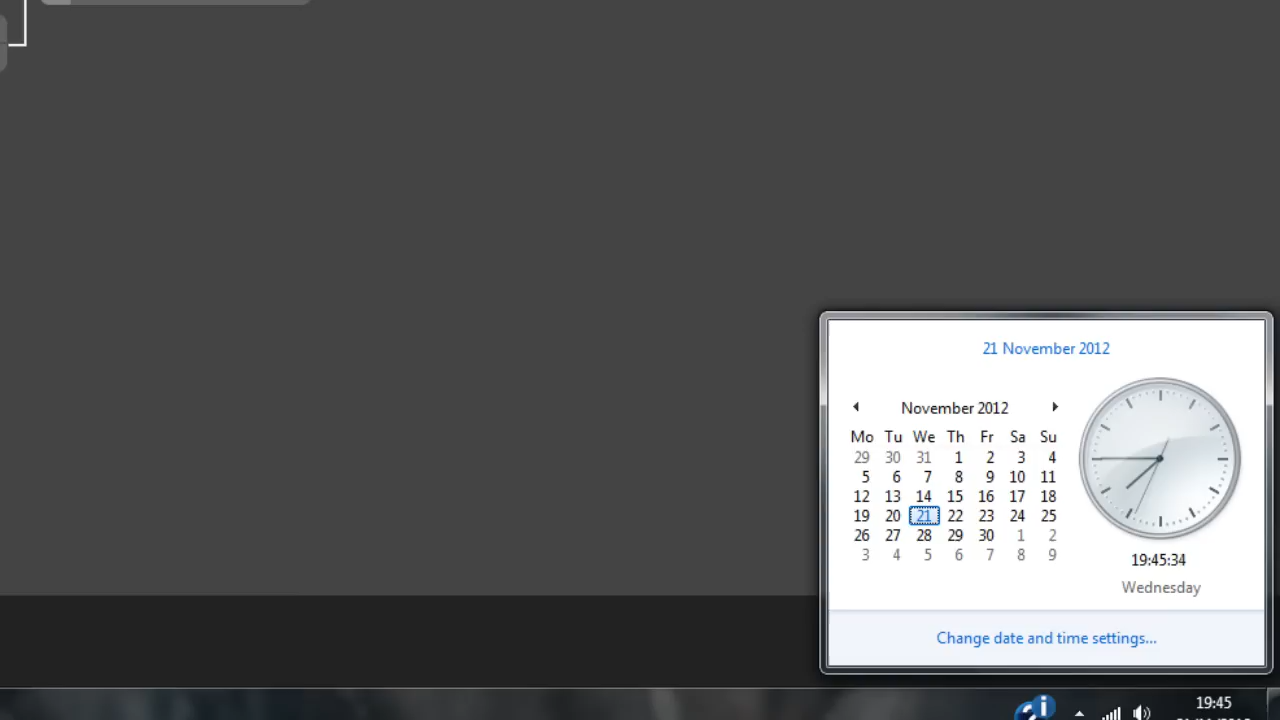 21 November 2012
November 2012
Mo Tu We Th Fr Sa Su
29 30 31 1 2 3 4
5 6 7 8 9 10 11
12 13 14 15 16 17 18
19 20 21 22 23 24 25
26 27 28 29 30 1 2
3 4 5 6 7 8 9
19:45:34
Wednesday
Change date and time settings...
19:45